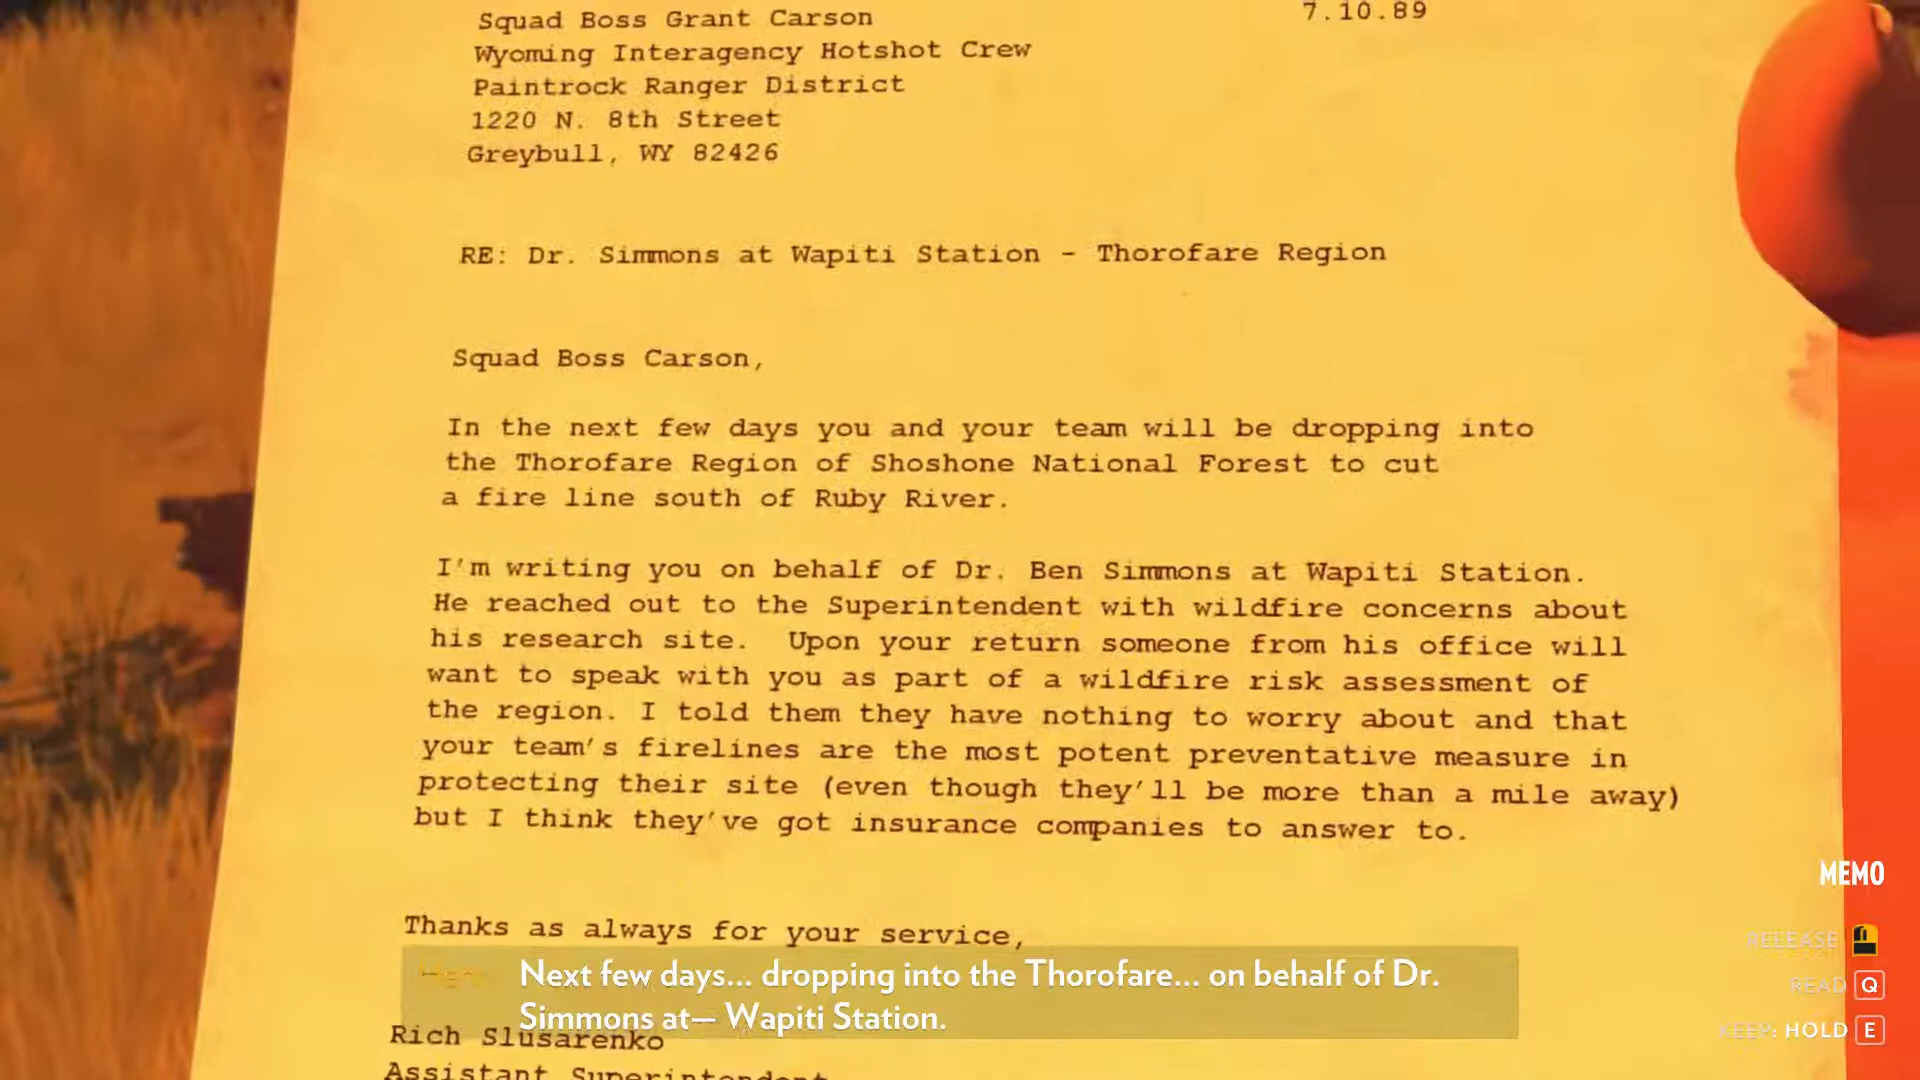 Squad Boss Grant Carson
7.10.89
Wyoming Interagency Hotshot Crew
Paintrock Ranger District
1220 N. 8th Street
Greybull, WY 82426
RE: Dr. Simmons at Wapiti Station - Thorofare Region
Squad Boss Carson,
In the next few days you and your team will be dropping into
the Thorofare Region of Shoshone National Forest to cut
a fire line south of Ruby River.
I'm writing you on behalf of Dr. Ben Simmons at Wapiti Station.
He reached out to the Superintendent with wildfire concerns about
his research site. Upon your return someone from his office will
want to speak with you as part of a wildfire risk assessment of
the region. I told them they have nothing to worry about and that
your team's firelines are the most potent preventative measure in
protecting their site (even though they'll be more than a mile away)
but I think they've got insurance companies to answer to.
Thanks as always for your service,
Next few days... dropping into the Thorofare... on behalf of Dr.
Simmons at— Wapiti Station.
Rich Slusarenko
Assistant Superintendent
MEMO
RELEASE
READ Q
KEEP: HOLD E